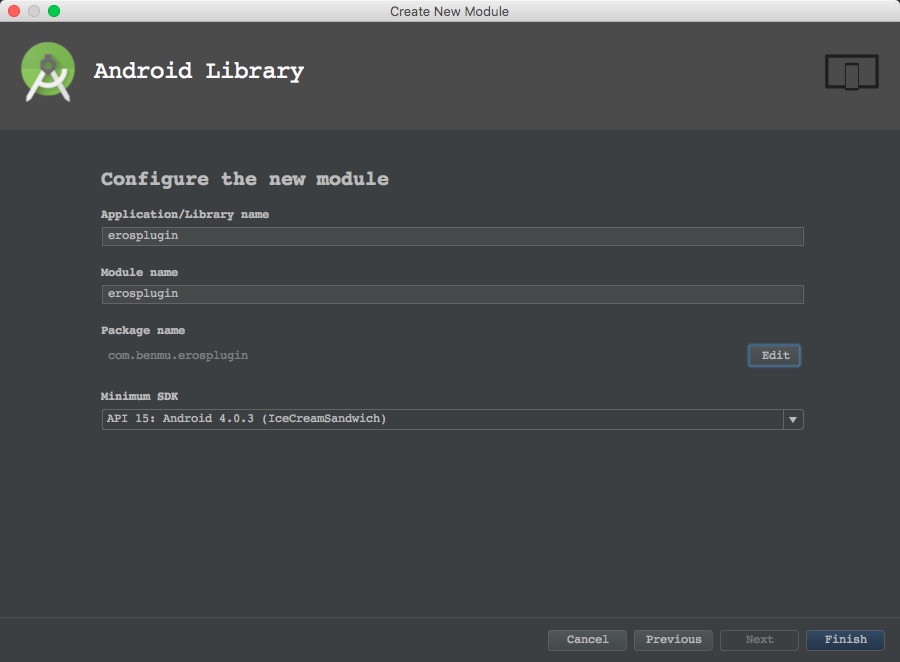 Create New Module
Android Library
Configure the new module
Application/Library name
erosplugin
Module name
erosplugin
Package name
com.benmu.erosplugin
Edit
Minimum SDK
API 15: Android 4.0.3 (IceCreamSandwich)
Cancel Previous Next Finish